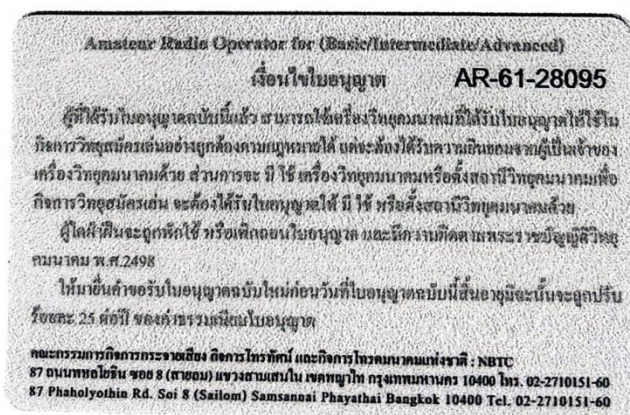 Amateur Radio Operator for (Basic/Intermediate/Advanced)
เงื่อนไขใบอนุญาต AR-61-28095
ผู้ที่ได้รับใบอนุญาตฉบับนี้แล้ว สามารถใช้เครื่องวิทยุคมนาคมที่ได้รับใบอนุญาตให้ใช้ใน
กิจการวิทยุสมัครเล่นอย่างถูกต้องตามกฎหมายได้ แต่จะต้องได้รับความยินยอมจากผู้เป็นเจ้าของ
เครื่องวิทยุคมนาคมด้วย ส่วนการจะ มี ใช้ เครื่องวิทยุคมนาคมหรือตั้งสถานีวิทยุคมนาคมเพื่อ
กิจการวิทยุสมัครเล่น จะต้องได้รับใบอนุญาตให้ มี ใช้ หรือตั้งสถานีวิทยุคมนาคมด้วย
ผู้ใดฝ่าฝืนจะถูกพักใช้ หรือเพิกถอนใบอนุญาต และมีความผิดตามพระราชบัญญัติวิทยุ
คมนาคม พ.ศ.2498
ให้มายื่นคำขอรับใบอนุญาตฉบับใหม่ก่อนวันที่ใบอนุญาตฉบับนี้สิ้นอายุมิฉะนั้นจะถูกปรับ
ร้อยละ 25 ต่อปี ของค่าธรรมเนียมใบอนุญาต
คณะกรรมการกิจการกระจายเสียง กิจการโทรทัศน์ และกิจการโทรคมนาคมแห่งชาติ : NBTC
87 ถนนพหลโยธิน ซอย 8 (สายลม) แขวงสามเสนใน เขตพญาไท กรุงเทพมหานคร 10400 โทร. 02-2710151-60
87 Phaholyothin Rd. Soi 8 (Sailom) Samsannai Phayathai Bangkok 10400 Tel. 02-2710151-60